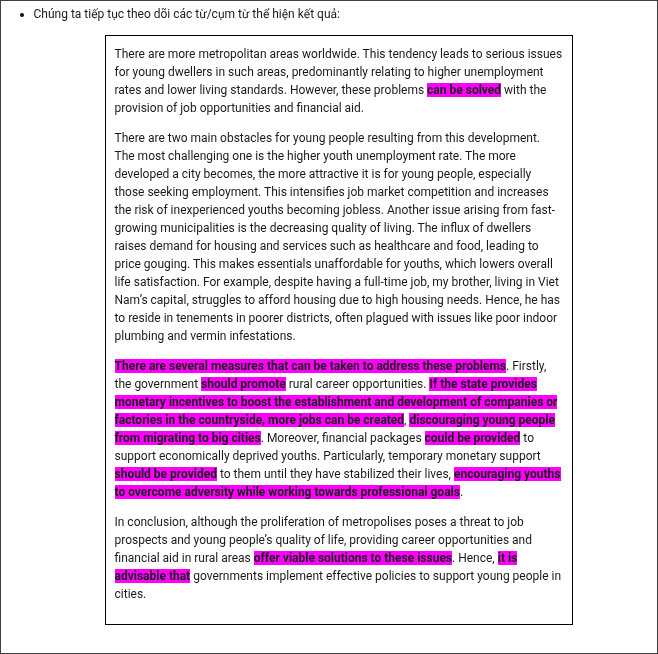 Chúng ta tiếp tục theo dõi các từ/cụm từ thể hiện kết quả:
There are more metropolitan areas worldwide. This tendency leads to serious issues
for young dwellers in such areas, predominantly relating to higher unemployment
rates and lower living standards. However, these problems can be solved with the
provision of job opportunities and financial aid.
There are two main obstacles for young people resulting from this development.
The most challenging one is the higher youth unemployment rate. The more
developed a city becomes, the more attractive it is for young people, especially
those seeking employment. This intensifies job market competition and increases
the risk of inexperienced youths becoming jobless. Another issue arising from fast-
growing municipalities is the decreasing quality of living. The influx of dwellers
raises demand for housing and services such as healthcare and food, leading to
price gouging. This makes essentials unaffordable for youths, which lowers overall
life satisfaction. For example, despite having a full-time job, my brother, living in Viet
Nam's capital, struggles to afford housing due to high housing needs. Hence, he has
to reside in tenements in poorer districts, often plagued with issues like poor indoor
plumbing and vermin infestations.
There are several measures that can be taken to address these problems. Firstly,
the government should promote rural career opportunities. If the state provides
monetary incentives to boost the establishment and development of companies or
factories in the countryside, more jobs can be created, discouraging young people
from migrating to big cities. Moreover, financial packages could be provided to
support economically deprived youths. Particularly, temporary monetary support
should be provided to them until they have stabilized their lives, encouraging youths
to overcome adversity while working towards professional goals.
In conclusion, although the proliferation of metropolises poses a threat to job
prospects and young people's quality of life, providing career opportunities and
financial aid in rural areas offer viable solutions to these issues. Hence, it is
advisable that governments implement effective policies to support young people in
cities.